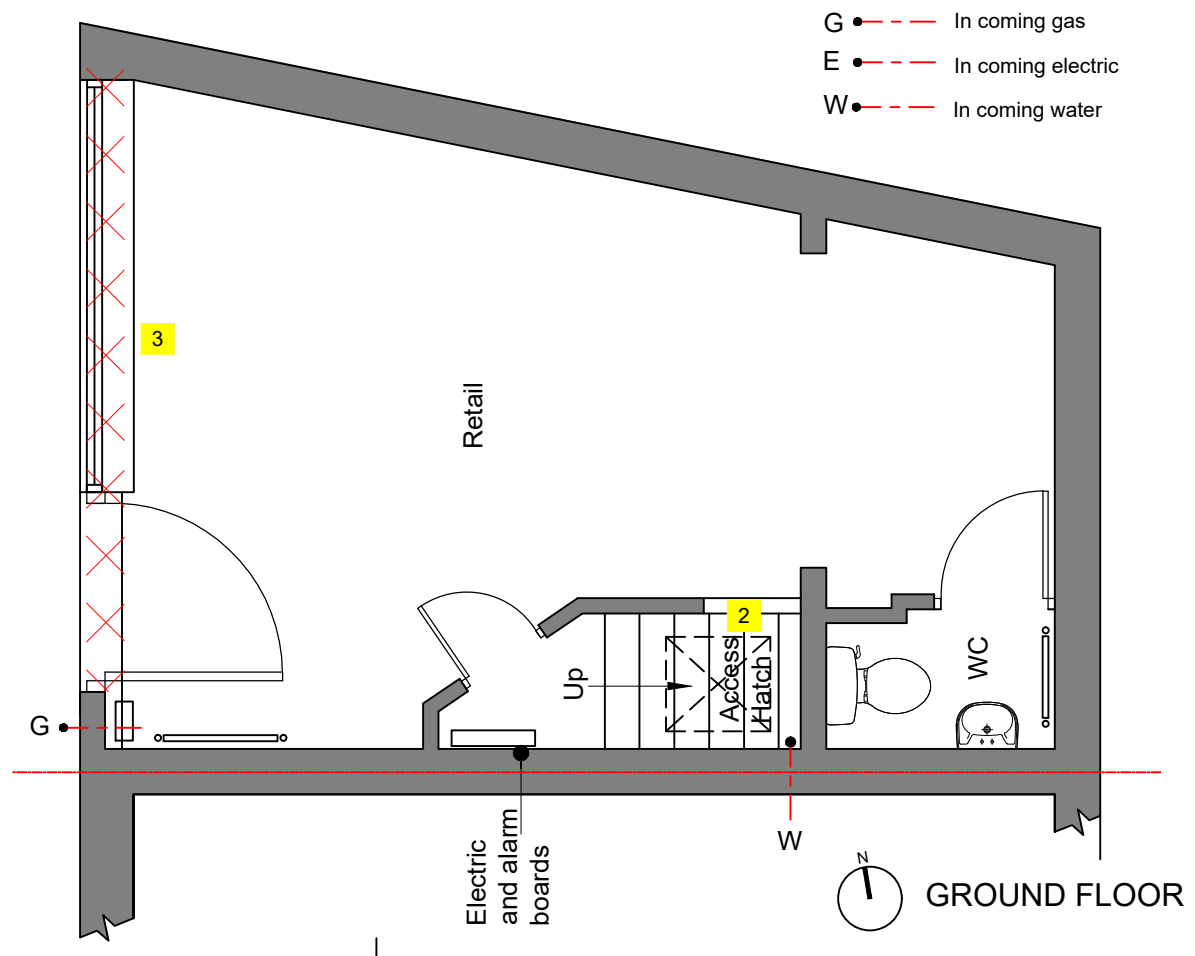 G In coming gas
E In coming electric
W In coming water
3
Retail
2
Up
Access
Hatch
WC
G
W
Electric
and alarm
boards
N
GROUND FLOOR